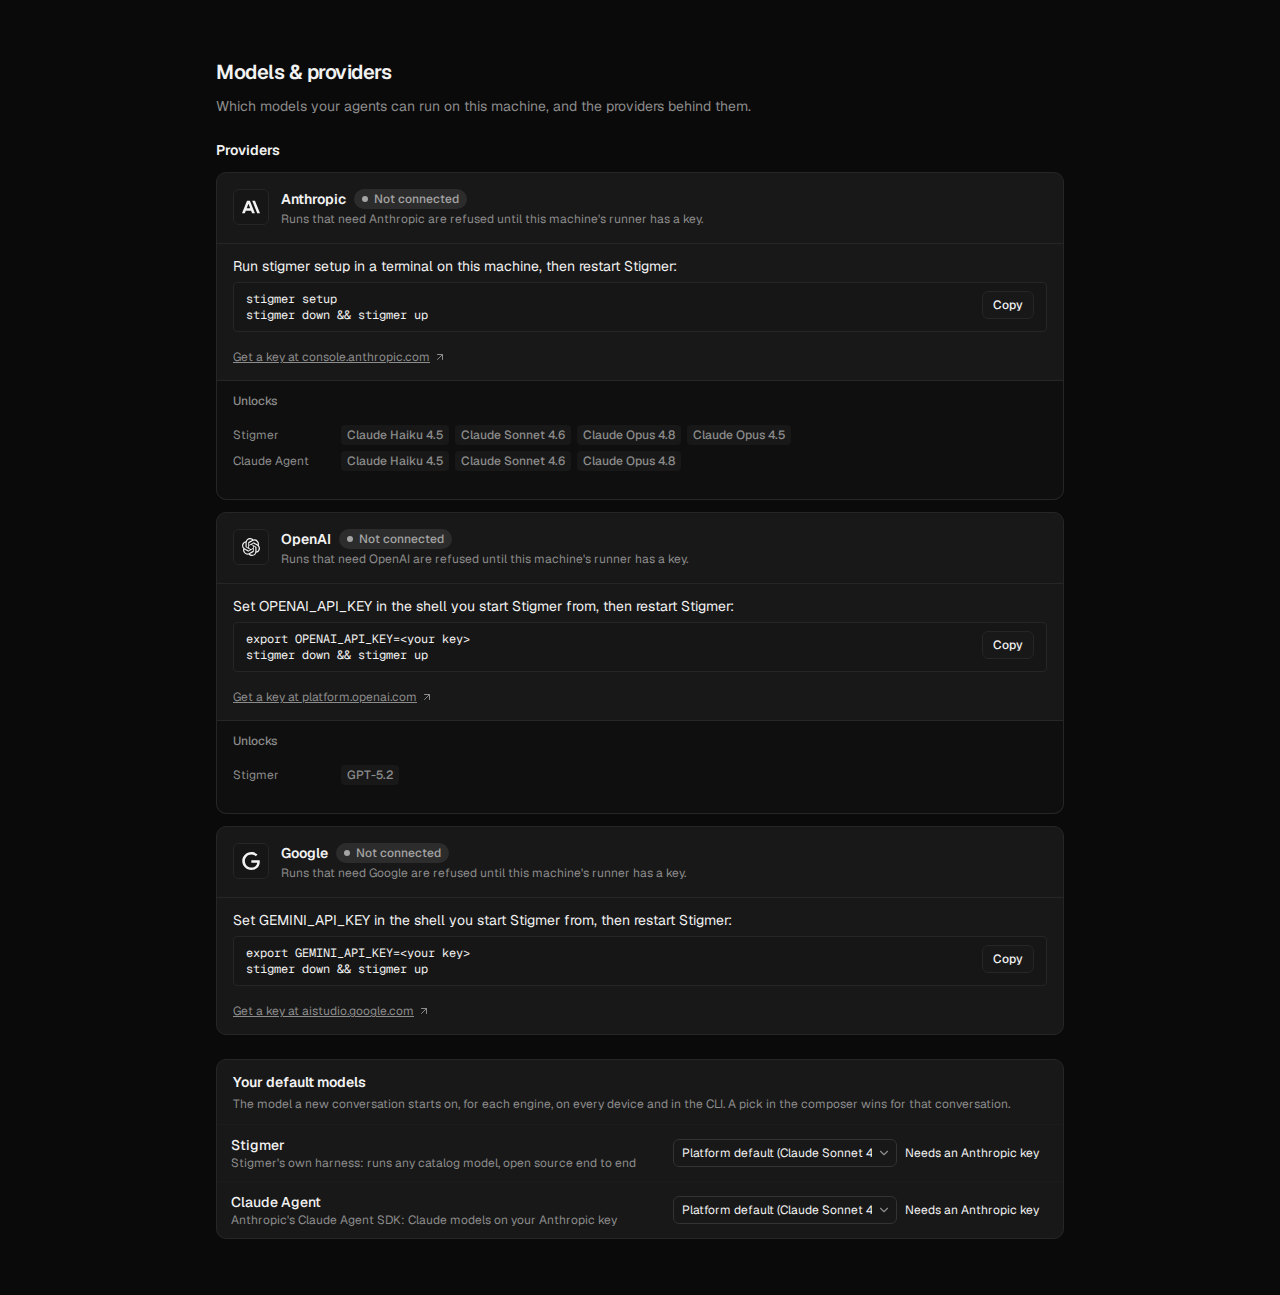 Models & providers
Which models your agents can run on this machine, and the providers behind them.
Providers
Anthropic
Not connected
Runs that need Anthropic are refused until this machine's runner has a key.
Run stigmer setup in a terminal on this machine, then restart Stigmer:
stigmer setup
stigmer down && stigmer up
Copy
Get a key at console.anthropic.com
Unlocks
Stigmer
Claude Haiku 4.5
Claude Sonnet 4.6
Claude Opus 4.8
Claude Opus 4.5
Claude Agent
Claude Haiku 4.5
Claude Sonnet 4.6
Claude Opus 4.8
OpenAI
Not connected
Runs that need OpenAI are refused until this machine's runner has a key.
Set OPENAI_API_KEY in the shell you start Stigmer from, then restart Stigmer:
export OPENAI_API_KEY=<your key>
stigmer down && stigmer up
Copy
Get a key at platform.openai.com
Unlocks
Stigmer
GPT-5.2
Google
Not connected
Runs that need Google are refused until this machine's runner has a key.
Set GEMINI_API_KEY in the shell you start Stigmer from, then restart Stigmer:
export GEMINI_API_KEY=<your key>
stigmer down && stigmer up
Copy
Get a key at aistudio.google.com
Your default models
The model a new conversation starts on, for each engine, on every device and in the CLI. A pick in the composer wins for that conversation.
Stigmer
Stigmer's own harness: runs any catalog model, open source end to end
Platform default (Claude Sonnet 4
Needs an Anthropic key
Claude Agent
Anthropic's Claude Agent SDK: Claude models on your Anthropic key
Platform default (Claude Sonnet 4
Needs an Anthropic key